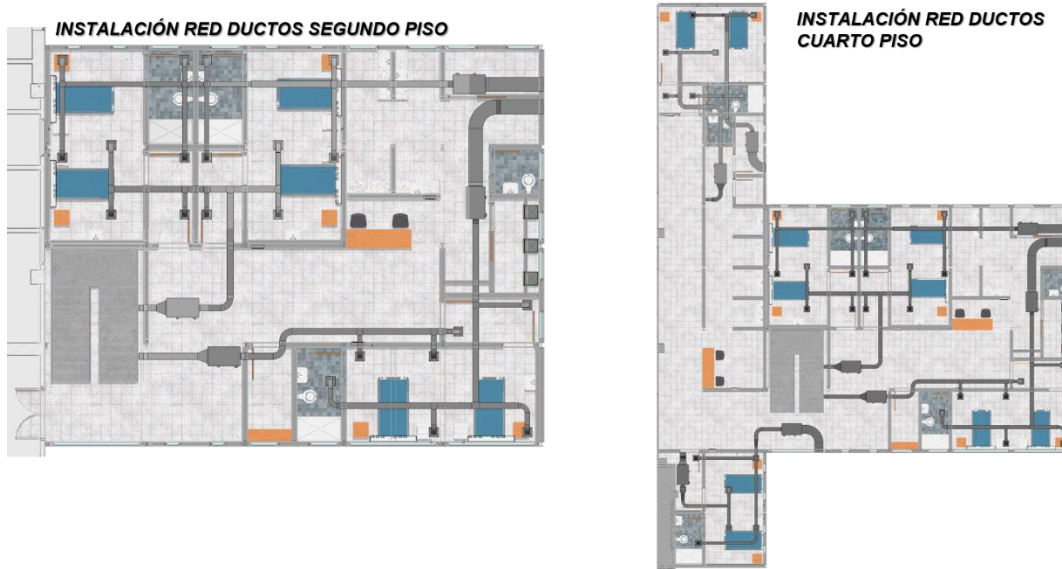 INSTALACIÓN RED DUCTOS SEGUNDO PISO
INSTALACIÓN RED DUCTOS
CUARTO PISO